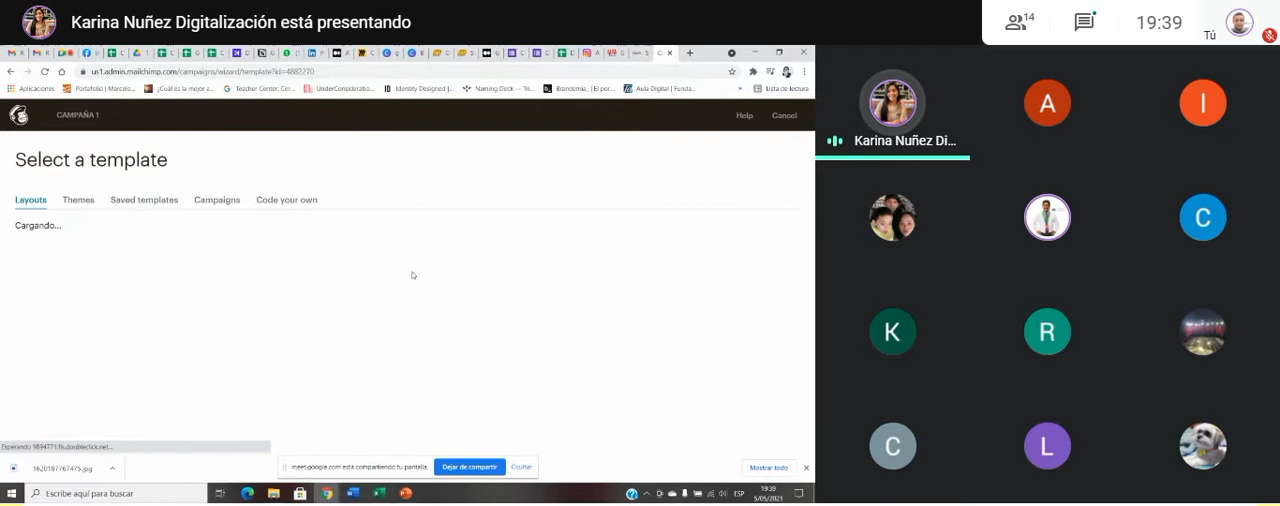 Karina Nuñez Digitalización está presentando
14
19:39
Tú
us1.admin.mailchimp.com/campaigns/wizard/template?id=4882270
Aplicaciones
Portafolio | Marcelo...
¿Cuál es la mejor a...
Teacher Center: Cer...
UnderConsideratio...
Identity Designed |...
Naming Deck — Tri...
Brandemia_ | El per...
Aula Digital | Funda...
»
Lista de lectura
CAMPAÑA 1
Help
Cancel
Select a template
Layouts
Themes
Saved templates
Campaigns
Code your own
Cargando...
Esperando 9694771.fls.doubleclick.net...
1620187767475.jpg
meet.google.com está compartiendo tu pantalla.
Dejar de compartir
Ocultar
Mostrar todo
Escribe aquí para buscar
ESP
19:39
5/05/2021
Karina Nuñez Di...
A
I
C
K
R
C
L